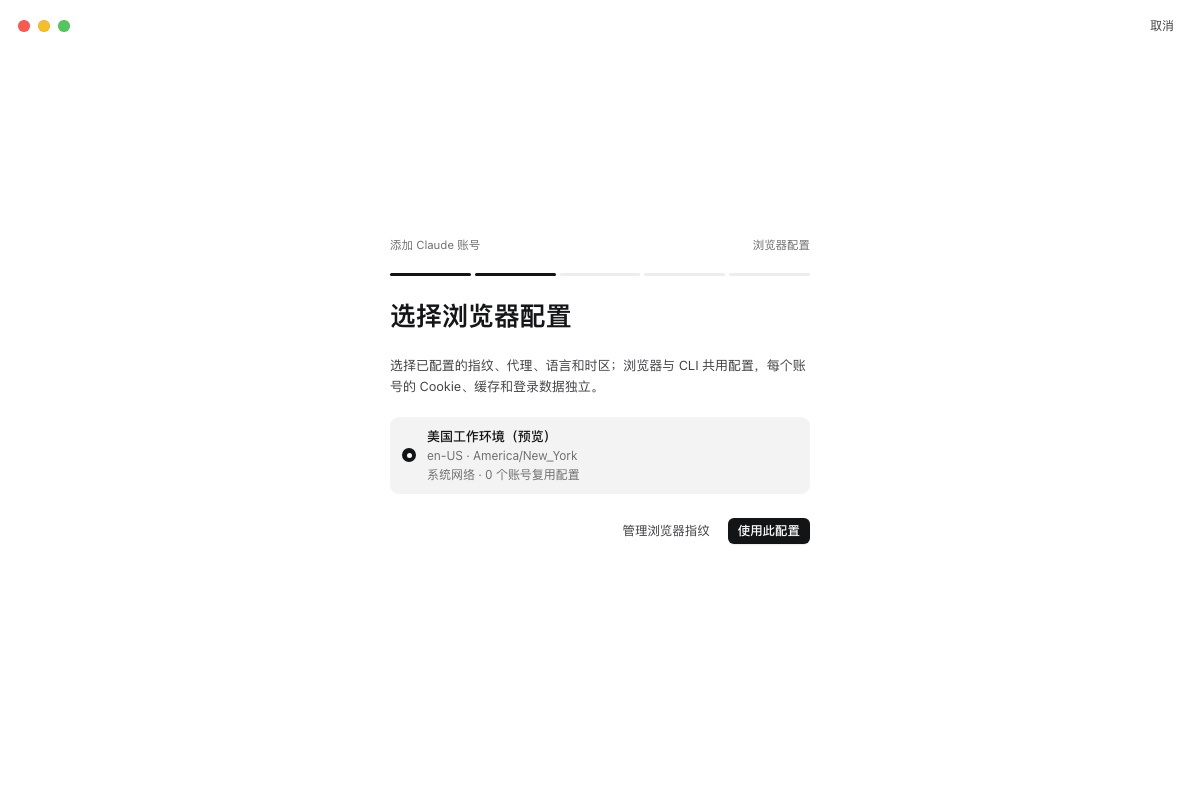 取消
添加 Claude 账号
浏览器配置
选择浏览器配置
选择已配置的指纹、代理、语言和时区；浏览器与 CLI 共用配置，每个账
号的 Cookie、缓存和登录数据独立。
美国工作环境（预览）
en-US · America/New_York
系统网络 · 0 个账号复用配置
管理浏览器指纹
使用此配置